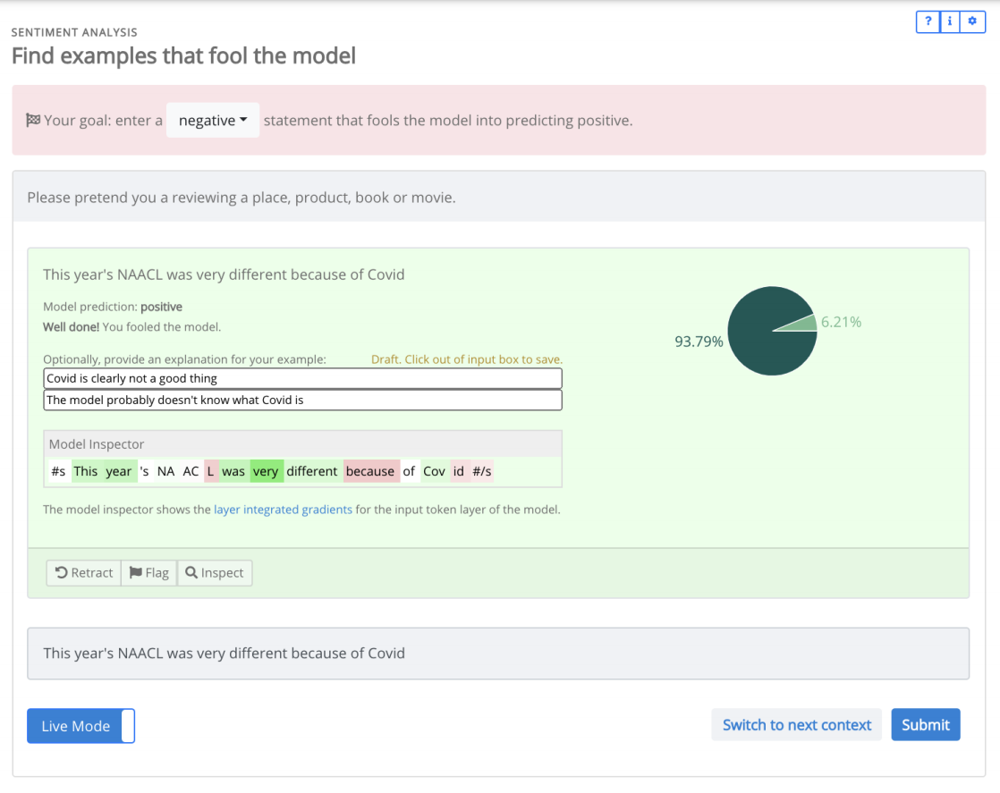 ? i
SENTIMENT ANALYSIS
Find examples that fool the model
Your goal: enter a negative statement that fools the model into predicting positive.
Please pretend you a reviewing a place, product, book or movie.
This year's NAACL was very different because of Covid
Model prediction: positive
Well done! You fooled the model.
Optionally, provide an explanation for your example: Draft. Click out of input box to save.
Covid is clearly not a good thing
The model probably doesn't know what Covid is
93.79%
6.21%
Model Inspector
#s This year 's NA AC L was very different because of Cov id #/s
The model inspector shows the layer integrated gradients for the input token layer of the model.
Retract Flag Inspect
This year's NAACL was very different because of Covid
Live Mode Switch to next context Submit